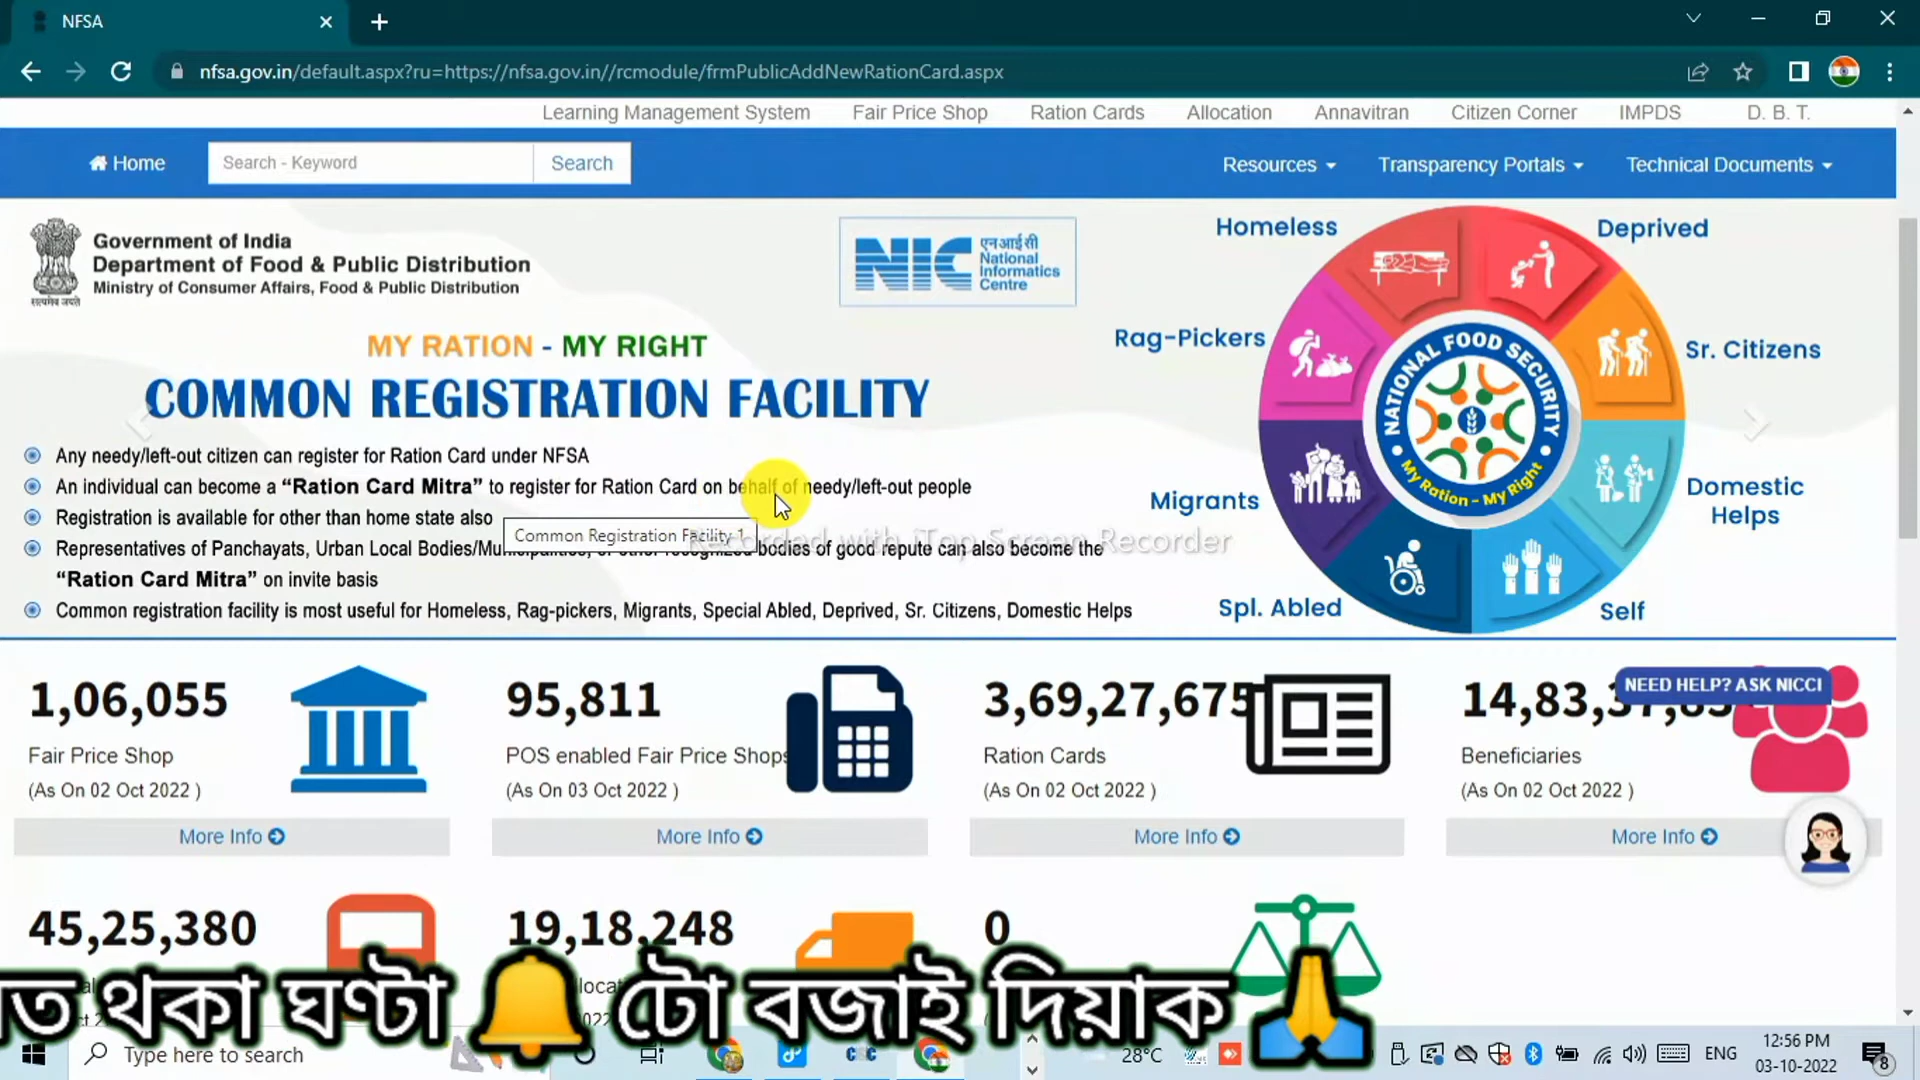 NFSA
nfsa.gov.in/default.aspx?ru=https://nfsa.gov.in//rcmodule/frmPublicAddNewRationCard.aspx
Learning Management System Fair Price Shop Ration Cards Allocation Annavitran Citizen Corner IMPDS D. B. T.
Home Search - Keyword Search Resources Transparency Portals Technical Documents
Government of India
Department of Food & Public Distribution
Ministry of Consumer Affairs, Food & Public Distribution
सत्यमेव जयते
NIC एनआईसी
National
Informatics
Centre
MY RATION - MY RIGHT
COMMON REGISTRATION FACILITY
Any needy/left-out citizen can register for Ration Card under NFSA
An individual can become a “Ration Card Mitra” to register for Ration Card on behalf of needy/left-out people
Registration is available for other than home state also
Common Registration Facility 1
Recorded with iTop Screen Recorder
Representatives of Panchayats, Urban Local Bodies/ bodies of good repute can also become the
“Ration Card Mitra” on invite basis
Common registration facility is most useful for Homeless, Rag-pickers, Migrants, Special Abled, Deprived, Sr. Citizens, Domestic Helps
Homeless Deprived
Rag-Pickers Sr. Citizens
Migrants Domestic
Helps
Spl. Abled Self
NATIONAL FOOD SECURITY
My Ration - My Right
1,06,055
Fair Price Shop
(As On 02 Oct 2022 )
More Info
95,811
POS enabled Fair Price Shops
(As On 03 Oct 2022 )
More Info
3,69,27,675
Ration Cards
(As On 02 Oct 2022 )
More Info
Beneficiaries
(As On 02 Oct 2022 )
More Info
NEED HELP? ASK NICCI
45,25,380
19,18,248
0
থকা ঘণ্টা 🔔 টো বজাই দিয়াক 🙏
Type here to search
CSC
28°C
ENG
12:56 PM
03-10-2022
8